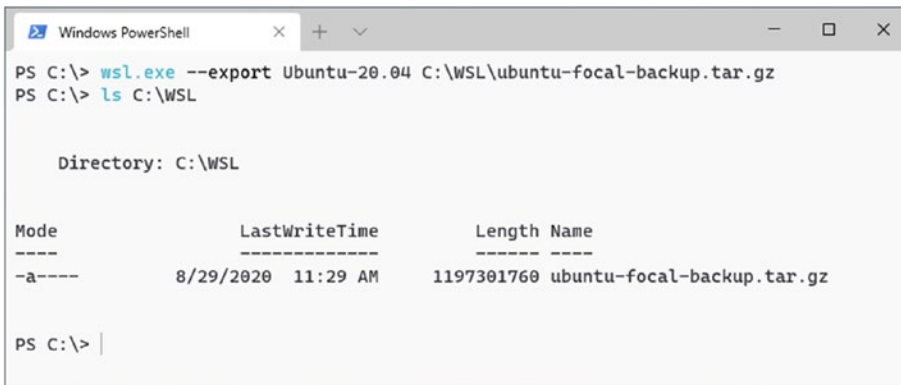 Windows PowerShell
PS C:\> wsl.exe --export Ubuntu-20.04 C:\WSL\ubuntu-focal-backup.tar.gz
PS C:\> ls C:\WSL
Directory: C:\WSL
Mode LastWriteTime Length Name
---- ------------- ------ ----
-a---- 8/29/2020 11:29 AM 1197301760 ubuntu-focal-backup.tar.gz
PS C:\>